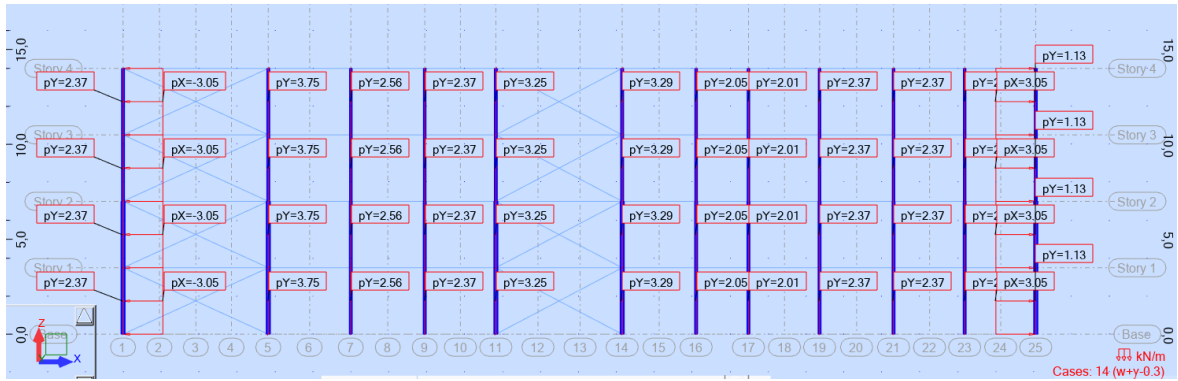 15,0
pY=1.13
15,0
Story 4
Story 4
pY=2.37
pX=-3.05
pY=3.75
pY=2.56
pY=2.37
pY=3.25
pY=3.29
pY=2.05
pY=2.01
pY=2.37
pY=2.37
pX=3.05
pY=1.13
Story 3
Story 3
10,0
10,0
pY=2.37
pX=-3.05
pY=3.75
pY=2.56
pY=2.37
pY=3.25
pY=3.29
pY=2.05
pY=2.01
pY=2.37
pY=2.37
pX=3.05
pY=1.13
Story 2
Story 2
pY=2.37
pX=-3.05
pY=3.75
pY=2.56
pY=2.37
pY=3.25
pY=3.29
pY=2.05
pY=2.01
pY=2.37
pY=2.37
pX=3.05
5,0
5,0
pY=1.13
Story 1
Story 1
pY=2.37
pX=-3.05
pY=3.75
pY=2.56
pY=2.37
pY=3.25
pY=3.29
pY=2.05
pY=2.01
pY=2.37
pY=2.37
pX=3.05
0,0
Base
Base
0,0
Z
X
1 2 3 4 5 6 7 8 9 10 11 12 13 14 15 16 17 18 19 20 21 22 23 24 25
kN/m
Cases: 14 (w+y-0.3)